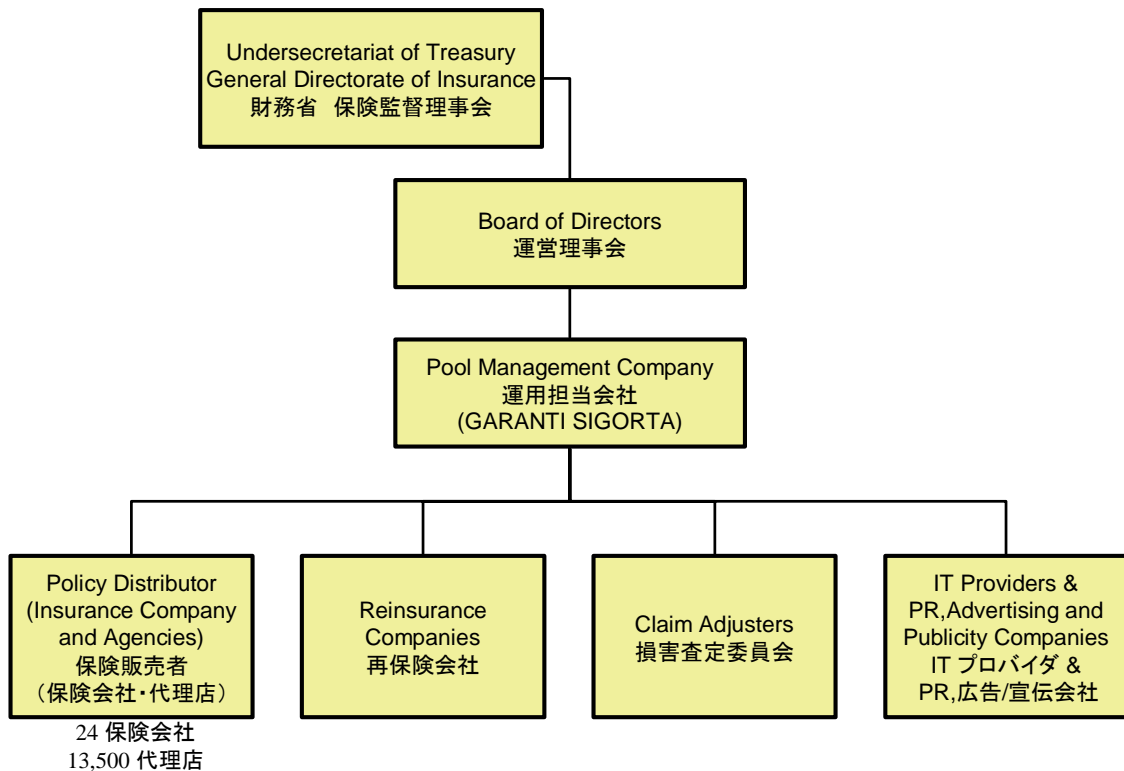 Undersecretariat of Treasury
General Directorate of Insurance
財務省 保険監督理事会
Board of Directors
運営理事会
Pool Management Company
運用担当会社
(GARANTI SIGORTA)
Policy Distributor
(Insurance Company
and Agencies)
保険販売者
（保険会社・代理店）
24 保険会社
13,500 代理店
Reinsurance
Companies
再保険会社
Claim Adjusters
損害査定委員会
IT Providers &
PR,Advertising and
Publicity Companies
IT プロバイダ &
PR,広告/宣伝会社